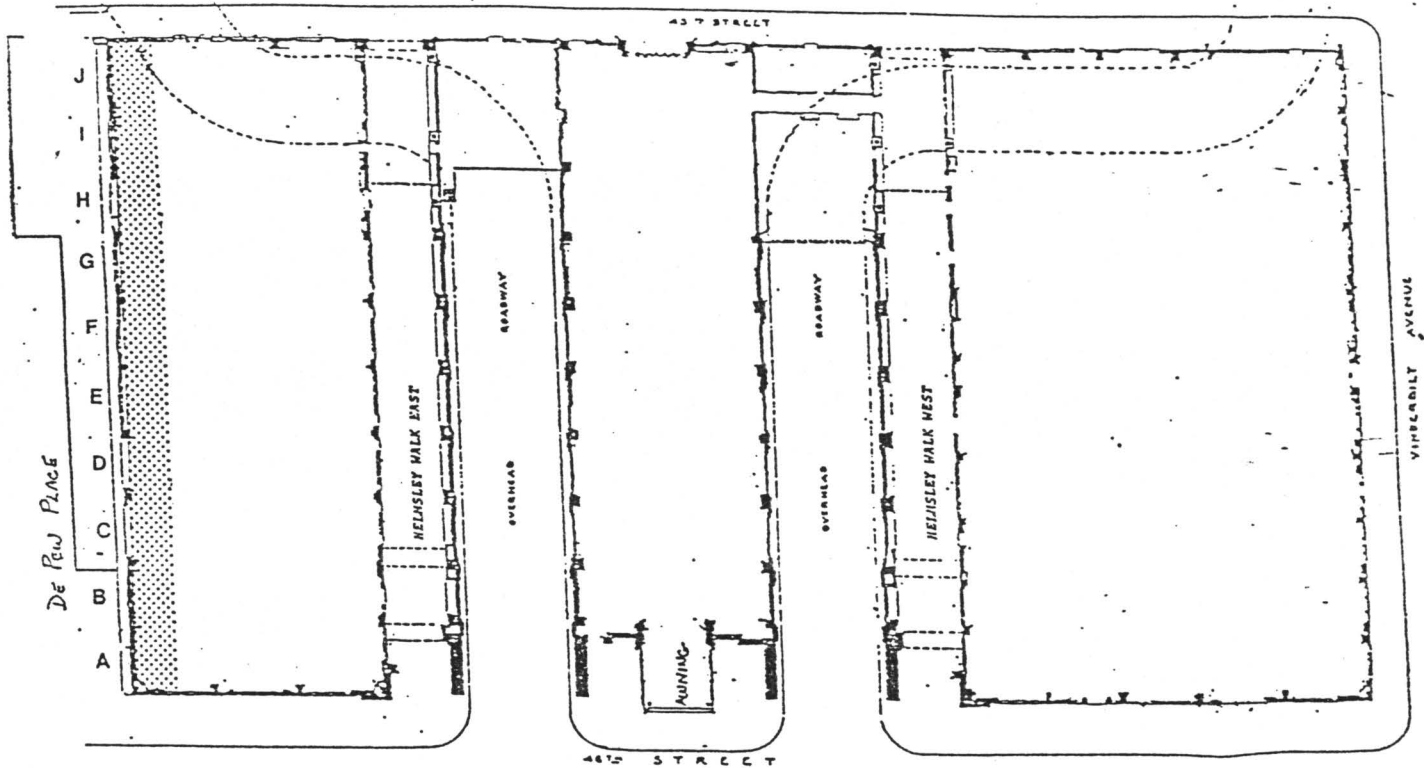 45TH STREET
J
I
H
G
F
E
D
C
B
A
DE PEW PLACE
HELMSLEY WALK EAST
OVERHEAD ROADWAY
AWNING
OVERHEAD ROADWAY
HELMSLEY WALK WEST
VANDERBILT AVENUE
46TH STREET